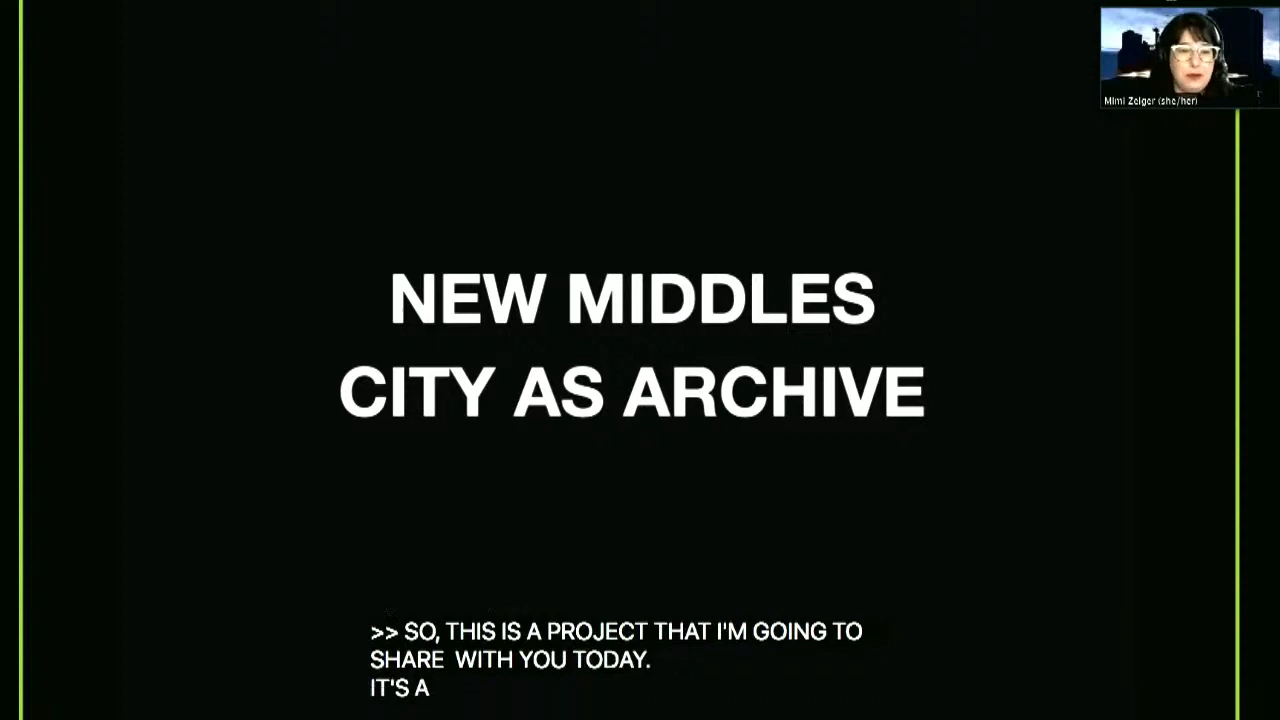 Mimi Zeiger (she/her)
NEW MIDDLES
CITY AS ARCHIVE
>> SO, THIS IS A PROJECT THAT I'M GOING TO
SHARE  WITH YOU TODAY.
IT'S A